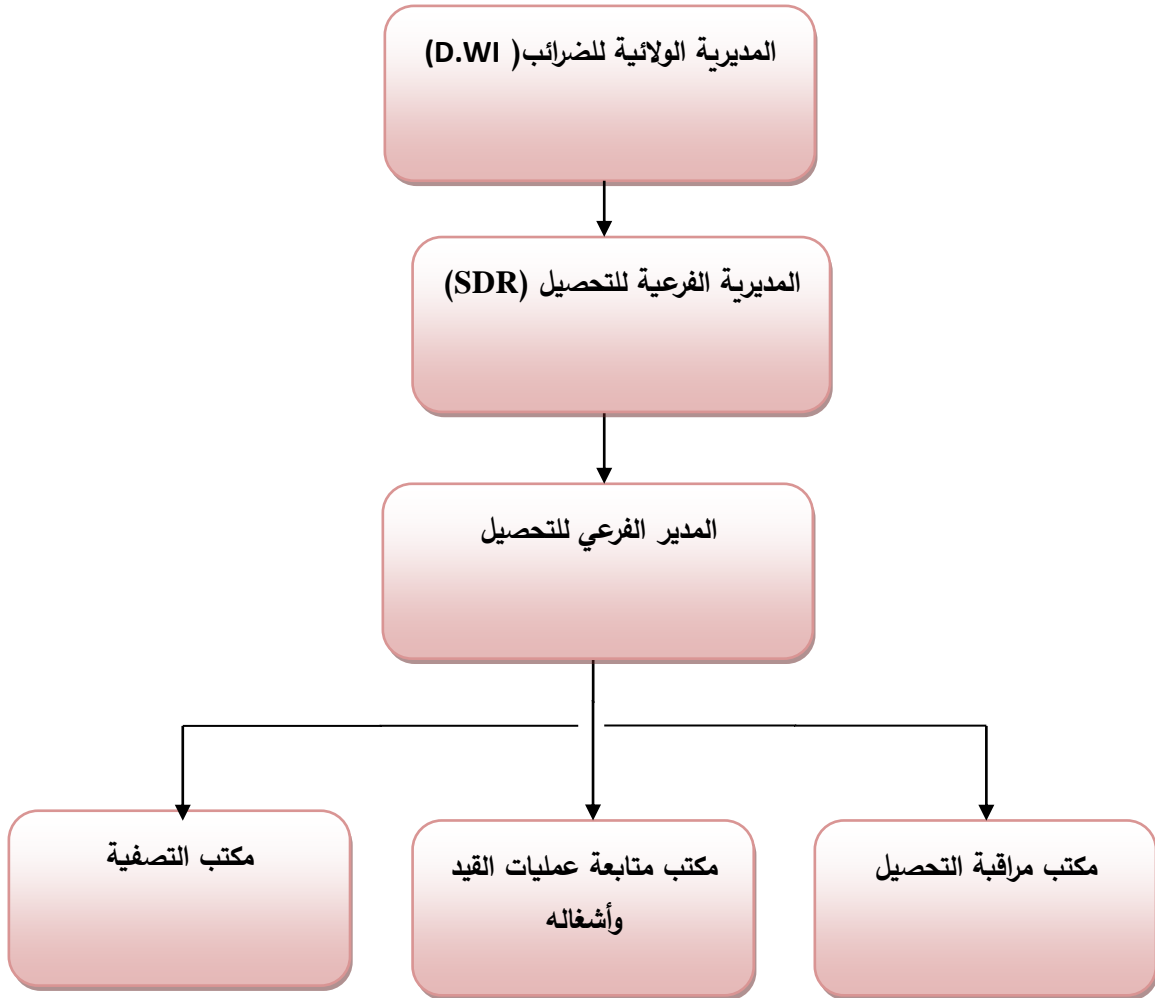 المديرية الولائية للضرائب( D.WI)
المديرية الفرعية للتحصيل (SDR)
المدير الفرعي للتحصيل
مكتب مراقبة التحصيل
مكتب متابعة عمليات القيد
وأشغاله
مكتب التصفية